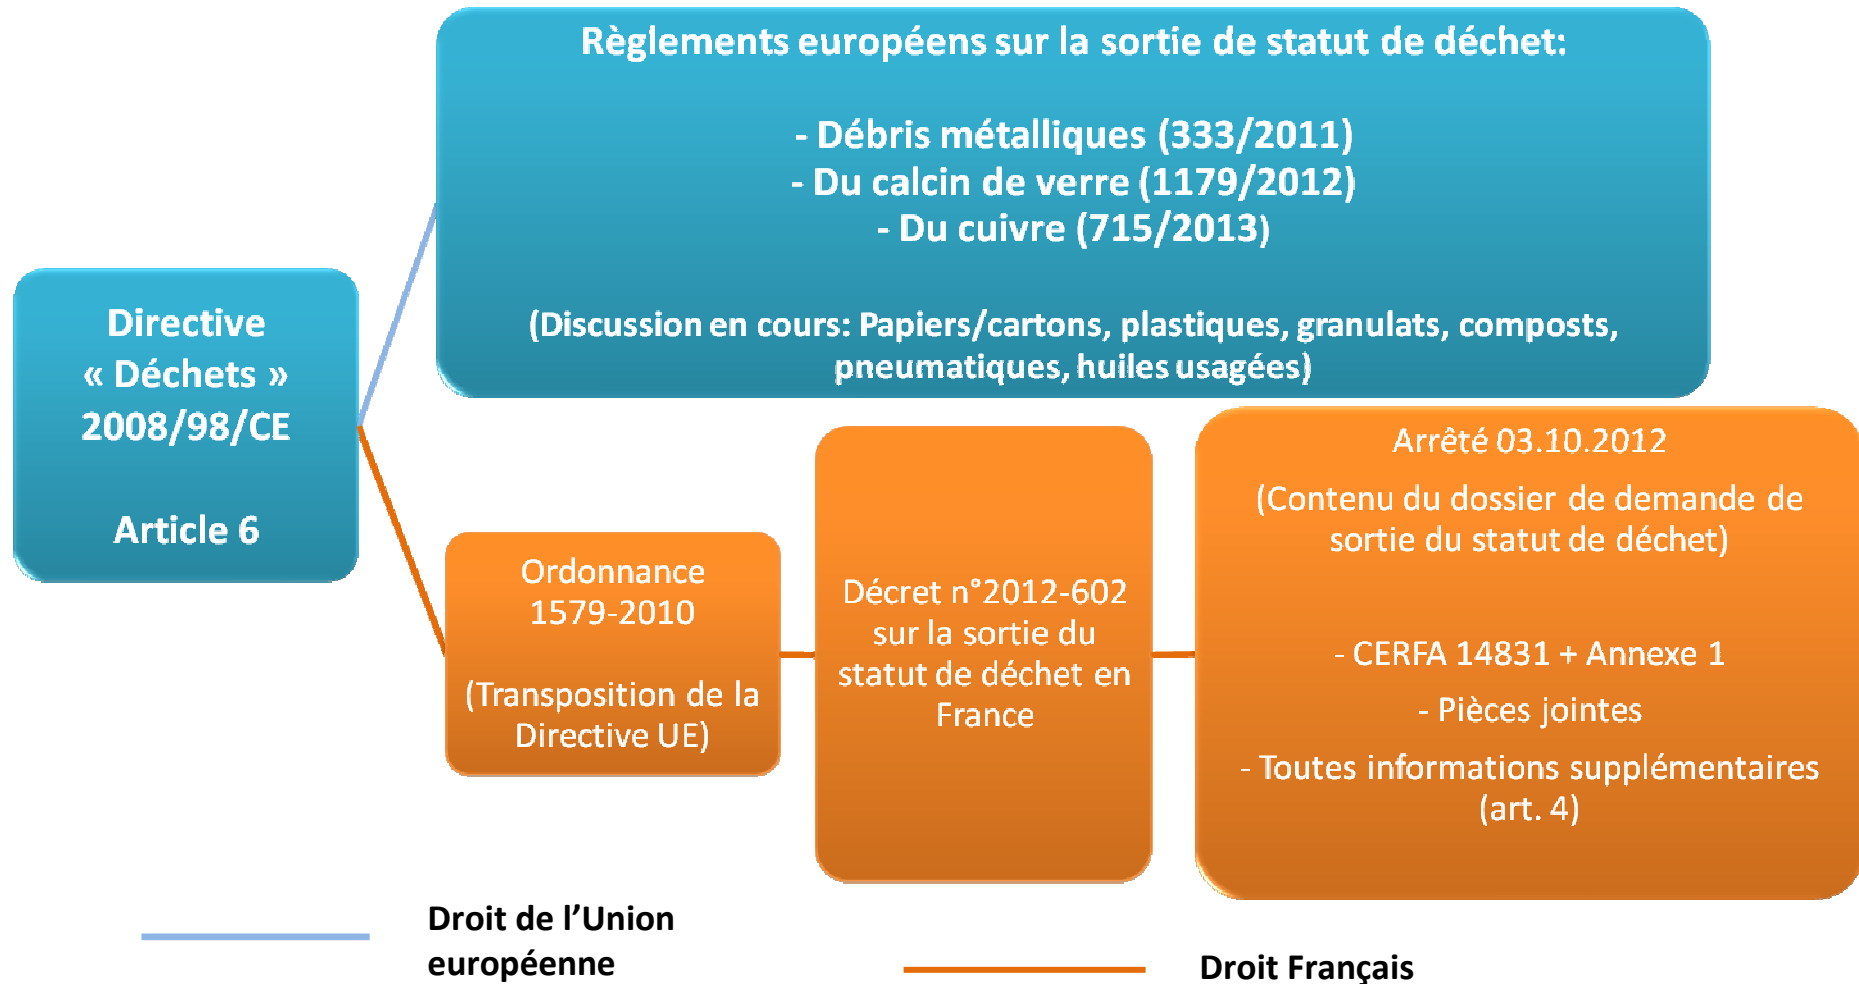 Règlements européens sur la sortie de statut de déchet:
- Débris métalliques (333/2011)
- Du calcin de verre (1179/2012)
- Du cuivre (715/2013)
(Discussion en cours: Papiers/cartons, plastiques, granulats, composts,
pneumatiques, huiles usagées)
Directive
« Déchets »
2008/98/CE
Article 6
Ordonnance
1579-2010
(Transposition de la
Directive UE)
Décret n°2012-602
sur la sortie du
statut de déchet en
France
Arrêté 03.10.2012
(Contenu du dossier de demande de
sortie du statut de déchet)
- CERFA 14831 + Annexe 1
- Pièces jointes
- Toutes informations supplémentaires
(art. 4)
Droit de l’Union
européenne
Droit Français